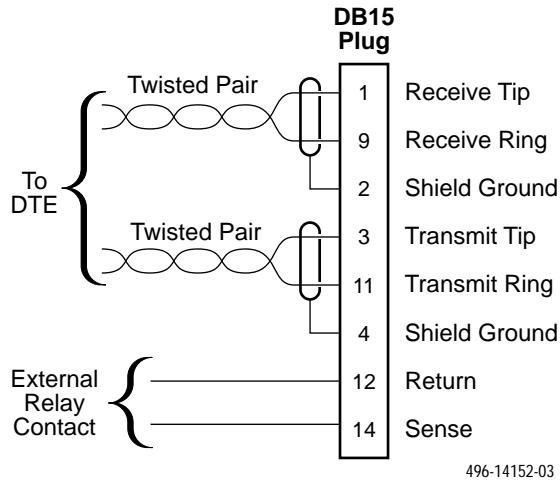 DB15
Plug
Twisted Pair
1 Receive Tip
9 Receive Ring
To
DTE
2 Shield Ground
Twisted Pair
3 Transmit Tip
11 Transmit Ring
4 Shield Ground
External
Relay
Contact
12 Return
14 Sense
496-14152-03